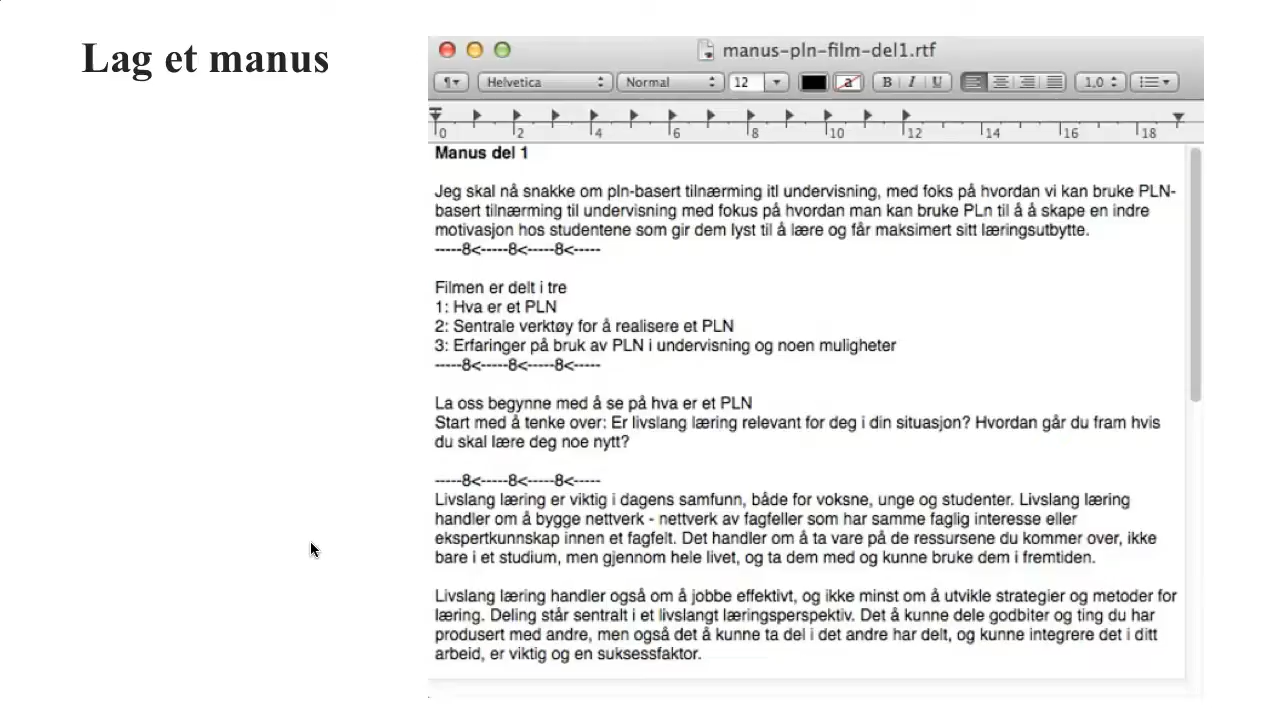 Lag et manus
manus-pln-film-del1.rtf
Helvetica
Normal
12
a
B I U
1,0
0 2 4 6 8 10 12 14 16 18
Manus del 1
Jeg skal nå snakke om pln-basert tilnærming itl undervisning, med foks på hvordan vi kan bruke PLN-
basert tilnærming til undervisning med fokus på hvordan man kan bruke PLn til å å skape en indre
motivasjon hos studentene som gir dem lyst til å lære og får maksimert sitt læringsutbytte.
-----8<-----8<-----8<-----
Filmen er delt i tre
1: Hva er et PLN
2: Sentrale verktøy for å realisere et PLN
3: Erfaringer på bruk av PLN i undervisning og noen muligheter
-----8<-----8<-----8<-----
La oss begynne med å se på hva er et PLN
Start med å tenke over: Er livslang læring relevant for deg i din situasjon? Hvordan går du fram hvis
du skal lære deg noe nytt?
-----8<-----8<-----8<-----
Livslang læring er viktig i dagens samfunn, både for voksne, unge og studenter. Livslang læring
handler om å bygge nettverk - nettverk av fagfeller som har samme faglig interesse eller
ekspertkunnskap innen et fagfelt. Det handler om å ta vare på de ressursene du kommer over, ikke
bare i et studium, men gjennom hele livet, og ta dem med og kunne bruke dem i fremtiden.
Livslang læring handler også om å jobbe effektivt, og ikke minst om å utvikle strategier og metoder for
læring. Deling står sentralt i et livslangt læringsperspektiv. Det å kunne dele godbiter og ting du har
produsert med andre, men også det å kunne ta del i det andre har delt, og kunne integrere det i ditt
arbeid, er viktig og en suksessfaktor.